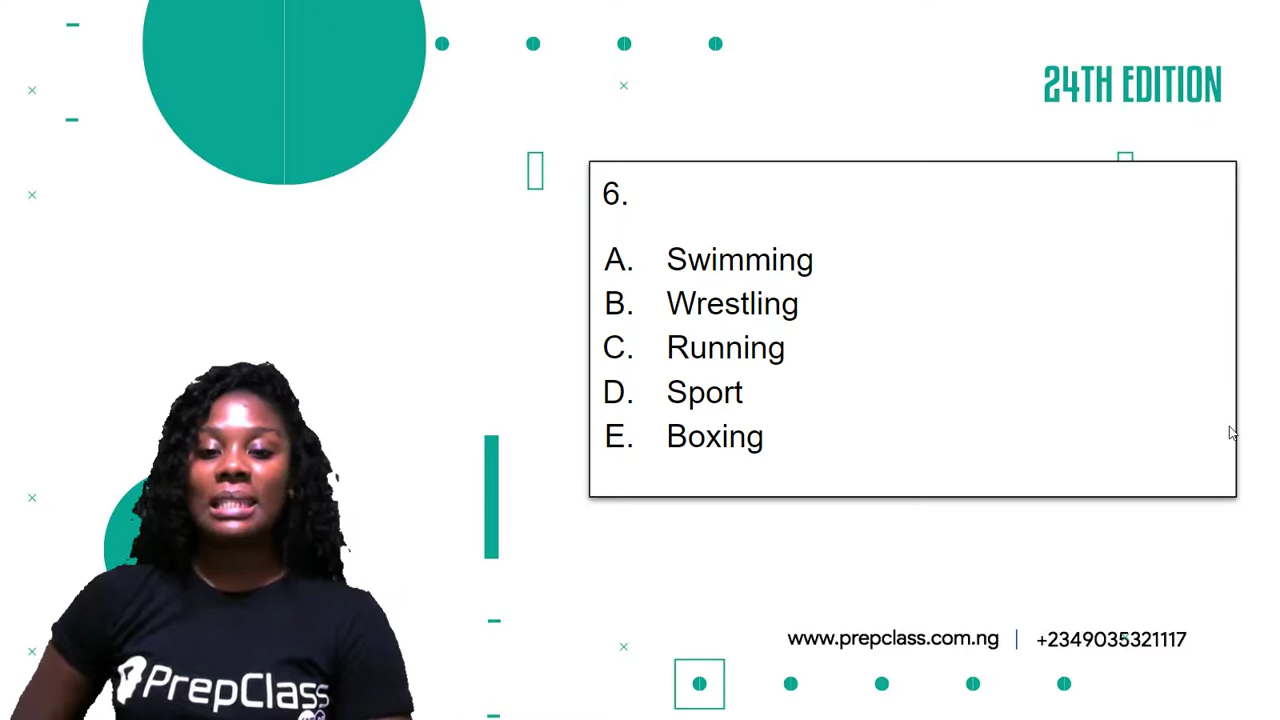 24TH EDITION
6.
A. Swimming
B. Wrestling
C. Running
D. Sport
E. Boxing
www.prepclass.com.ng | +2349035321117
PrepClass